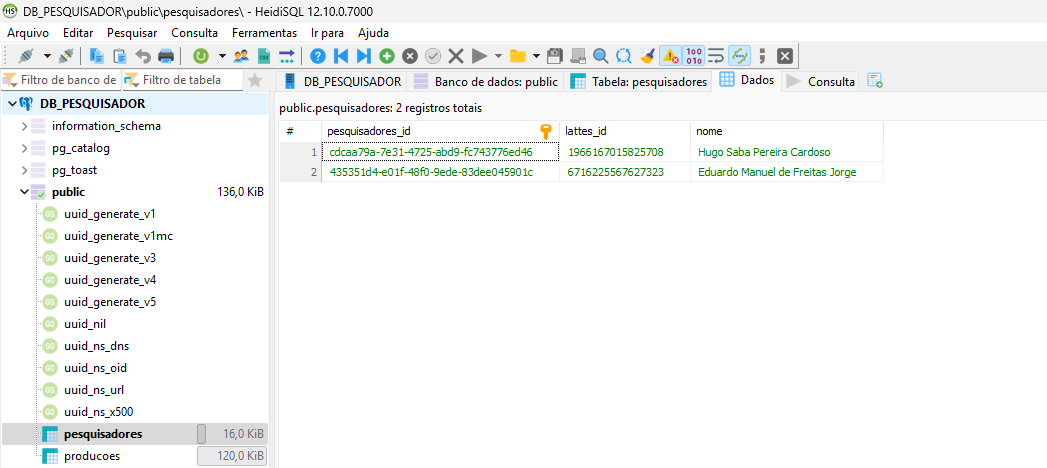 DB_PESQUISADOR\public\pesquisadores\ - HeidiSQL 12.10.0.7000
Arquivo Editar Pesquisar Consulta Ferramentas Ir para Ajuda
Filtro de banco de
Filtro de tabela
DB_PESQUISADOR
Banco de dados: public
Tabela: pesquisadores
Dados
Consulta
DB_PESQUISADOR
information_schema
pg_catalog
pg_toast
public 136,0 KiB
uuid_generate_v1
uuid_generate_v1mc
uuid_generate_v3
uuid_generate_v4
uuid_generate_v5
uuid_nil
uuid_ns_dns
uuid_ns_oid
uuid_ns_url
uuid_ns_x500
pesquisadores 16,0 KiB
producoes 120,0 KiB
public.pesquisadores: 2 registros totais
# pesquisadores_id lattes_id nome
1 cdcaa79a-7e31-4725-abd9-fc743776ed46 1966167015825708 Hugo Saba Pereira Cardoso
2 435351d4-e01f-48f0-9ede-83dee045901c 6716225567627323 Eduardo Manuel de Freitas Jorge